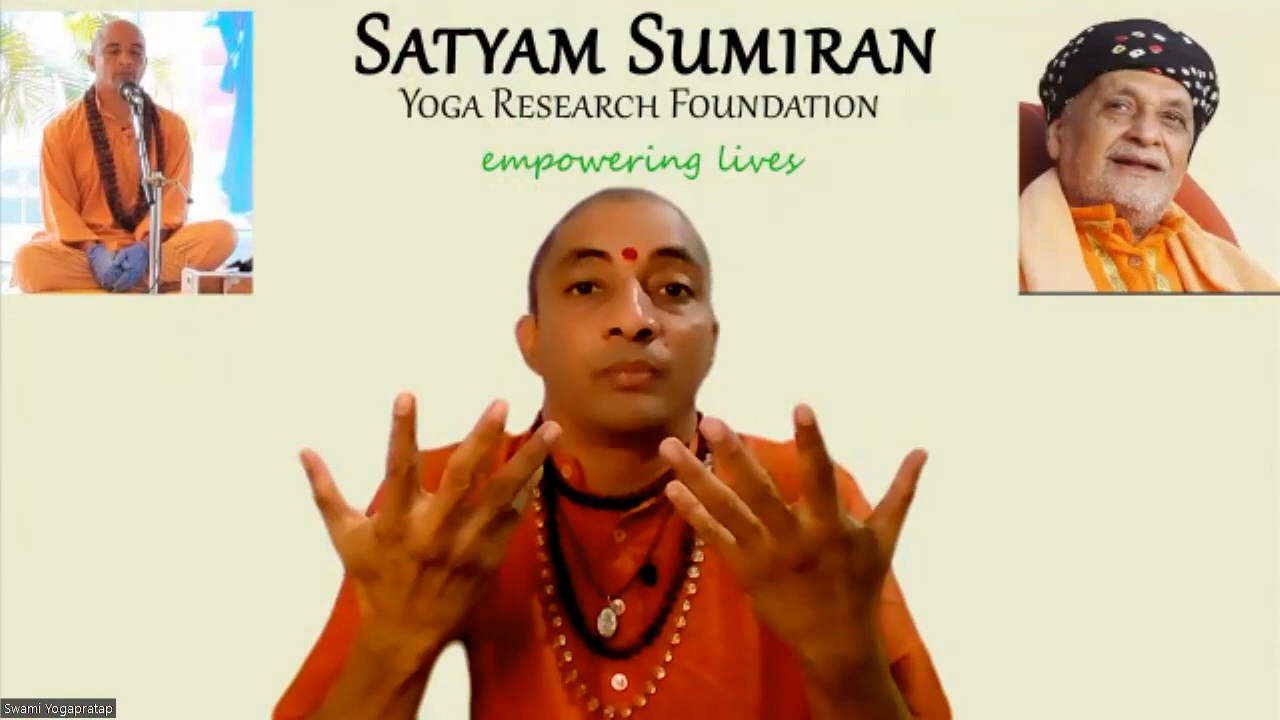 SATYAM SUMIRAN
YOGA RESEARCH FOUNDATION
empowering lives
Swami Yogapratap